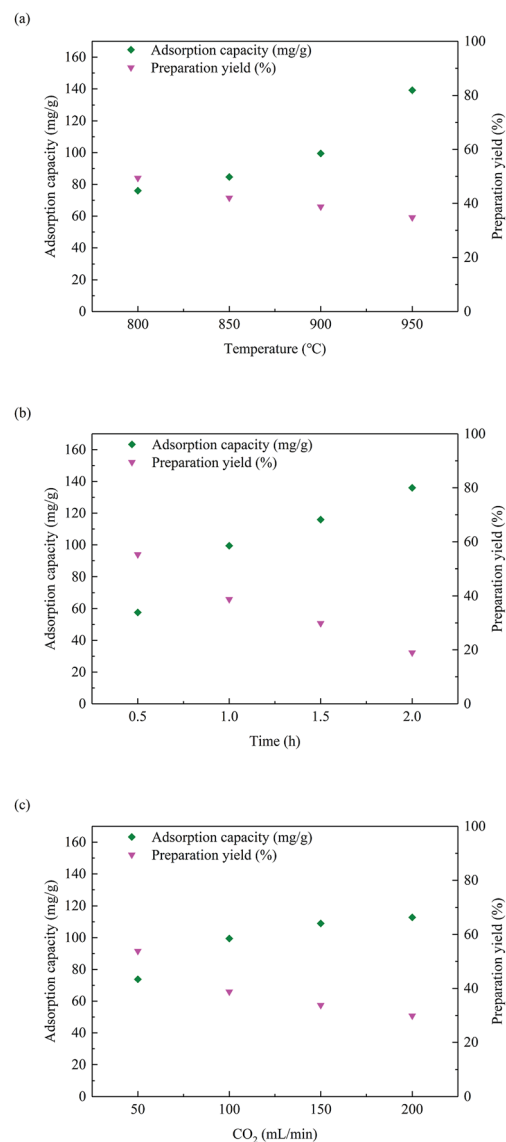 (a)
Adsorption capacity (mg/g)
Preparation yield (%)
160
140
120
100
80
60
40
20
0
100
80
60
40
20
0
Adsorption capacity (mg/g)
Preparation yield (%)
800 850 900 950
Temperature (℃)
(b)
Adsorption capacity (mg/g)
Preparation yield (%)
160
140
120
100
80
60
40
20
0
100
80
60
40
20
0
Adsorption capacity (mg/g)
Preparation yield (%)
0.5 1.0 1.5 2.0
Time (h)
(c)
Adsorption capacity (mg/g)
Preparation yield (%)
160
140
120
100
80
60
40
20
0
100
80
60
40
20
0
Adsorption capacity (mg/g)
Preparation yield (%)
50 100 150 200
CO₂ (mL/min)